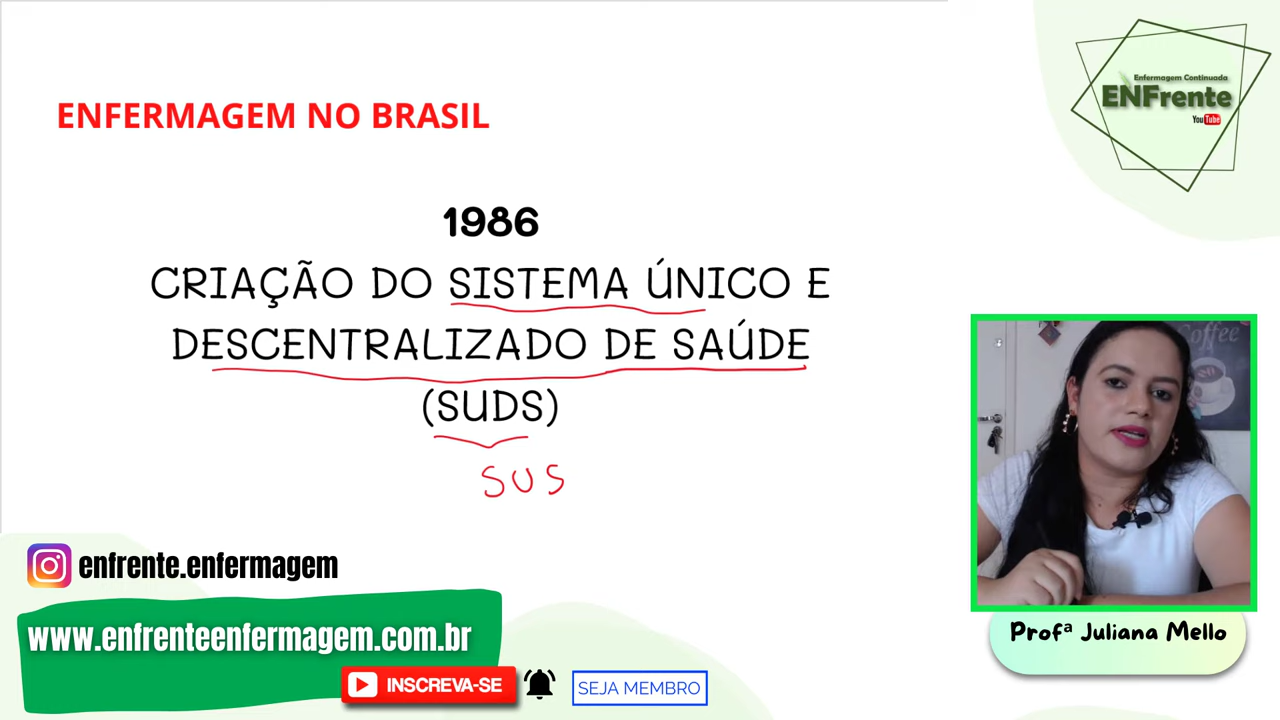 ENFERMAGEM NO BRASIL
1986
CRIAÇÃO DO SISTEMA ÚNICO E
DESCENTRALIZADO DE SAÚDE
(SUDS)
SUS
Enfermagem Continuada
ENFrente
YouTube
Coffee
enfrente.enfermagem
www.enfrenteenfermagem.com.br
INSCREVA-SE
SEJA MEMBRO
Profª Juliana Mello